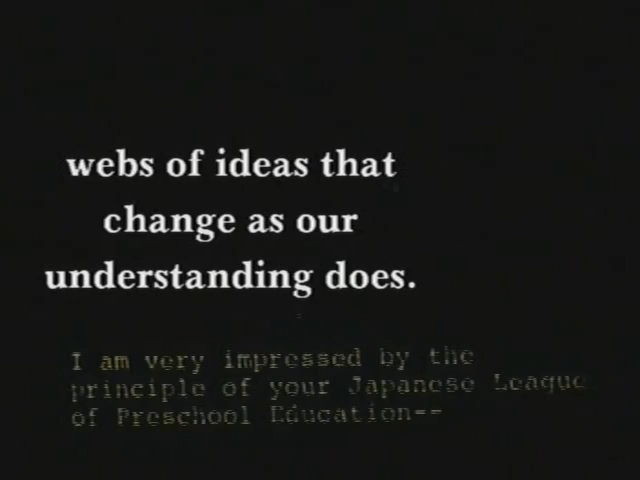 webs of ideas that
change as our
understanding does.
I am very impressed by the
principle of your Japanese League
of Preschool Education--